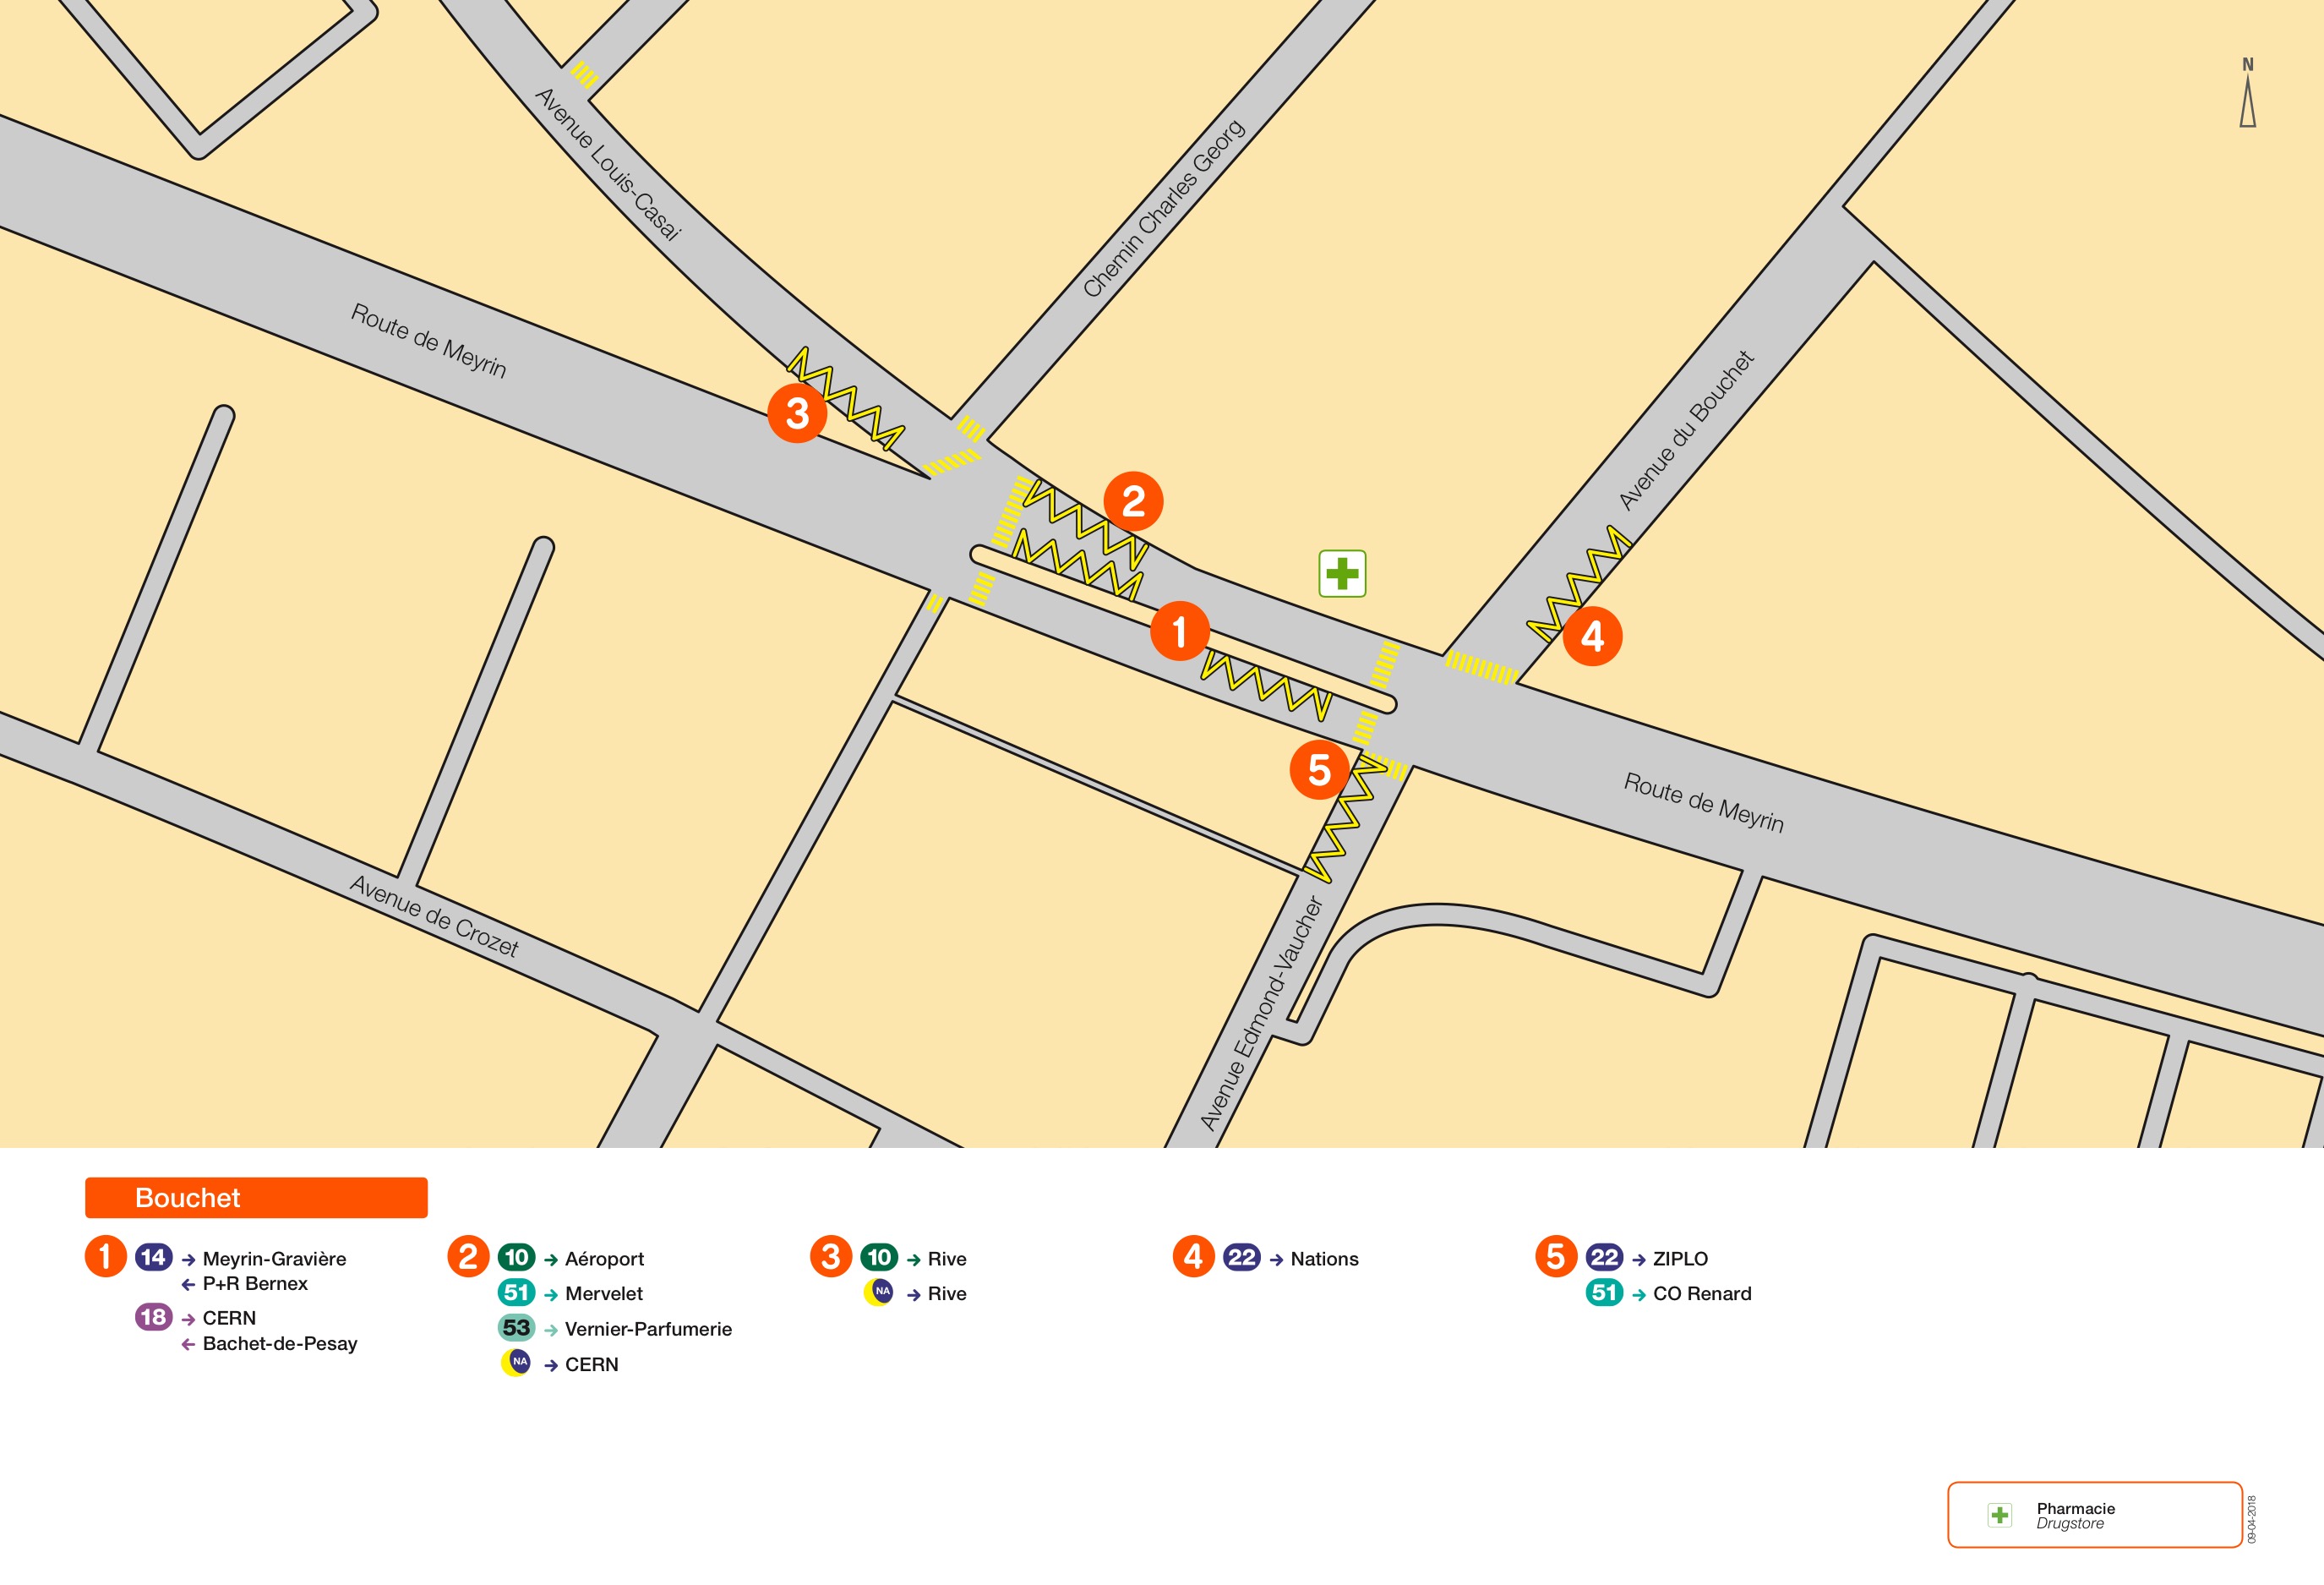 N
Avenue Louis-Casaï
Chemin Charles Georg
Route de Meyrin
Avenue du Bouchet
3
2
1
4
5
Route de Meyrin
Avenue de Crozet
Avenue Edmond-Vaucher
Bouchet
1 14 → Meyrin-Gravière
← P+R Bernex
18 → CERN
← Bachet-de-Pesay
2 10 → Aéroport
51 → Mervelet
53 → Vernier-Parfumerie
NA → CERN
3 10 → Rive
NA → Rive
4 22 → Nations
5 22 → ZIPLO
51 → CO Renard
Pharmacie
Drugstore
09-04-2018